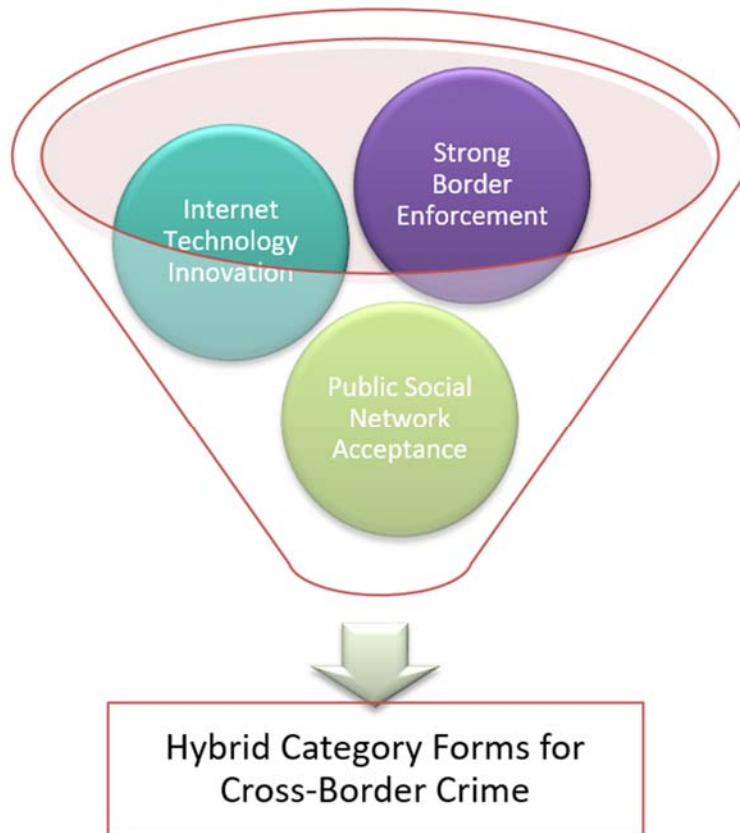 Strong
Border
Enforcement
Internet
Technology
Innovation
Public Social
Network
Acceptance
Hybrid Category Forms for
Cross-Border Crime